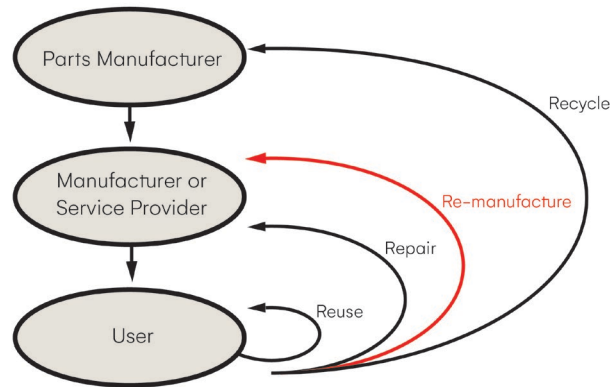 Parts Manufacturer
Recycle
Manufacturer or
Service Provider
Re-manufacture
Repair
Reuse
User